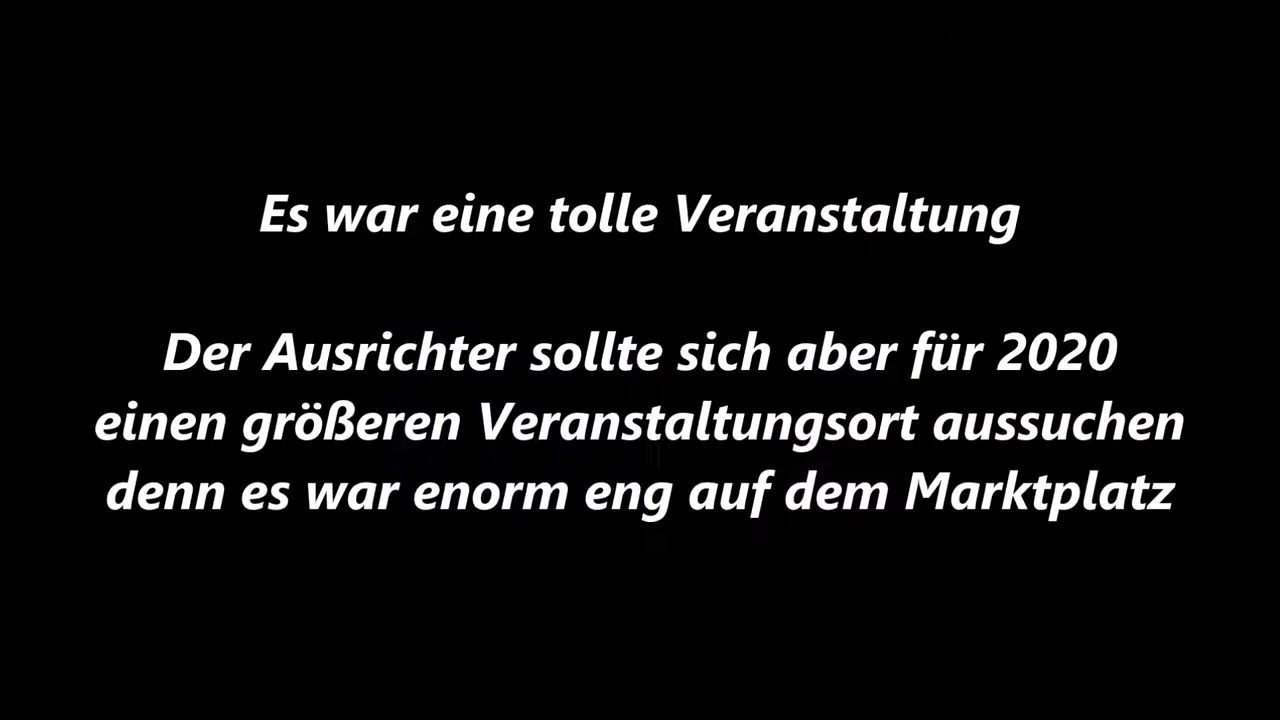 Es war eine tolle Veranstaltung
Der Ausrichter sollte sich aber für 2020
einen größeren Veranstaltungsort aussuchen
denn es war enorm eng auf dem Marktplatz